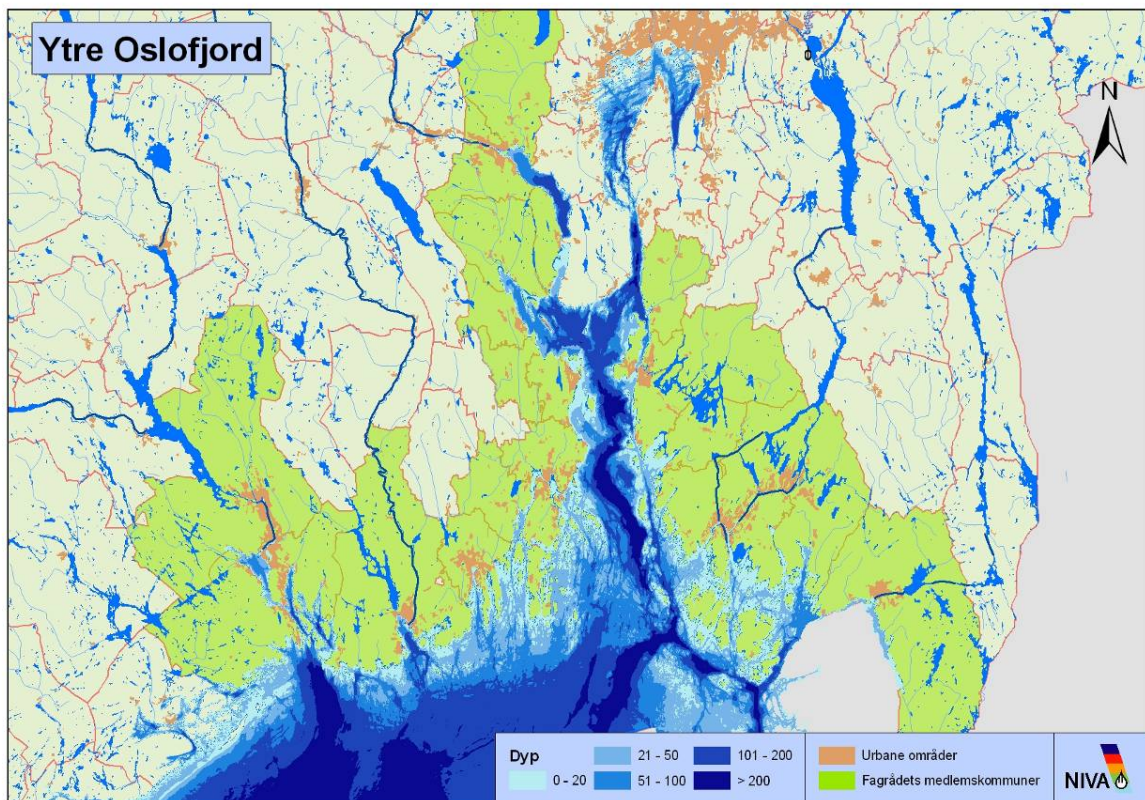 Ytre Oslofjord
N
Dyp
0 - 20
21 - 50
51 - 100
101 - 200
> 200
Urbane områder
Fagrådets medlemskommuner
NIVA